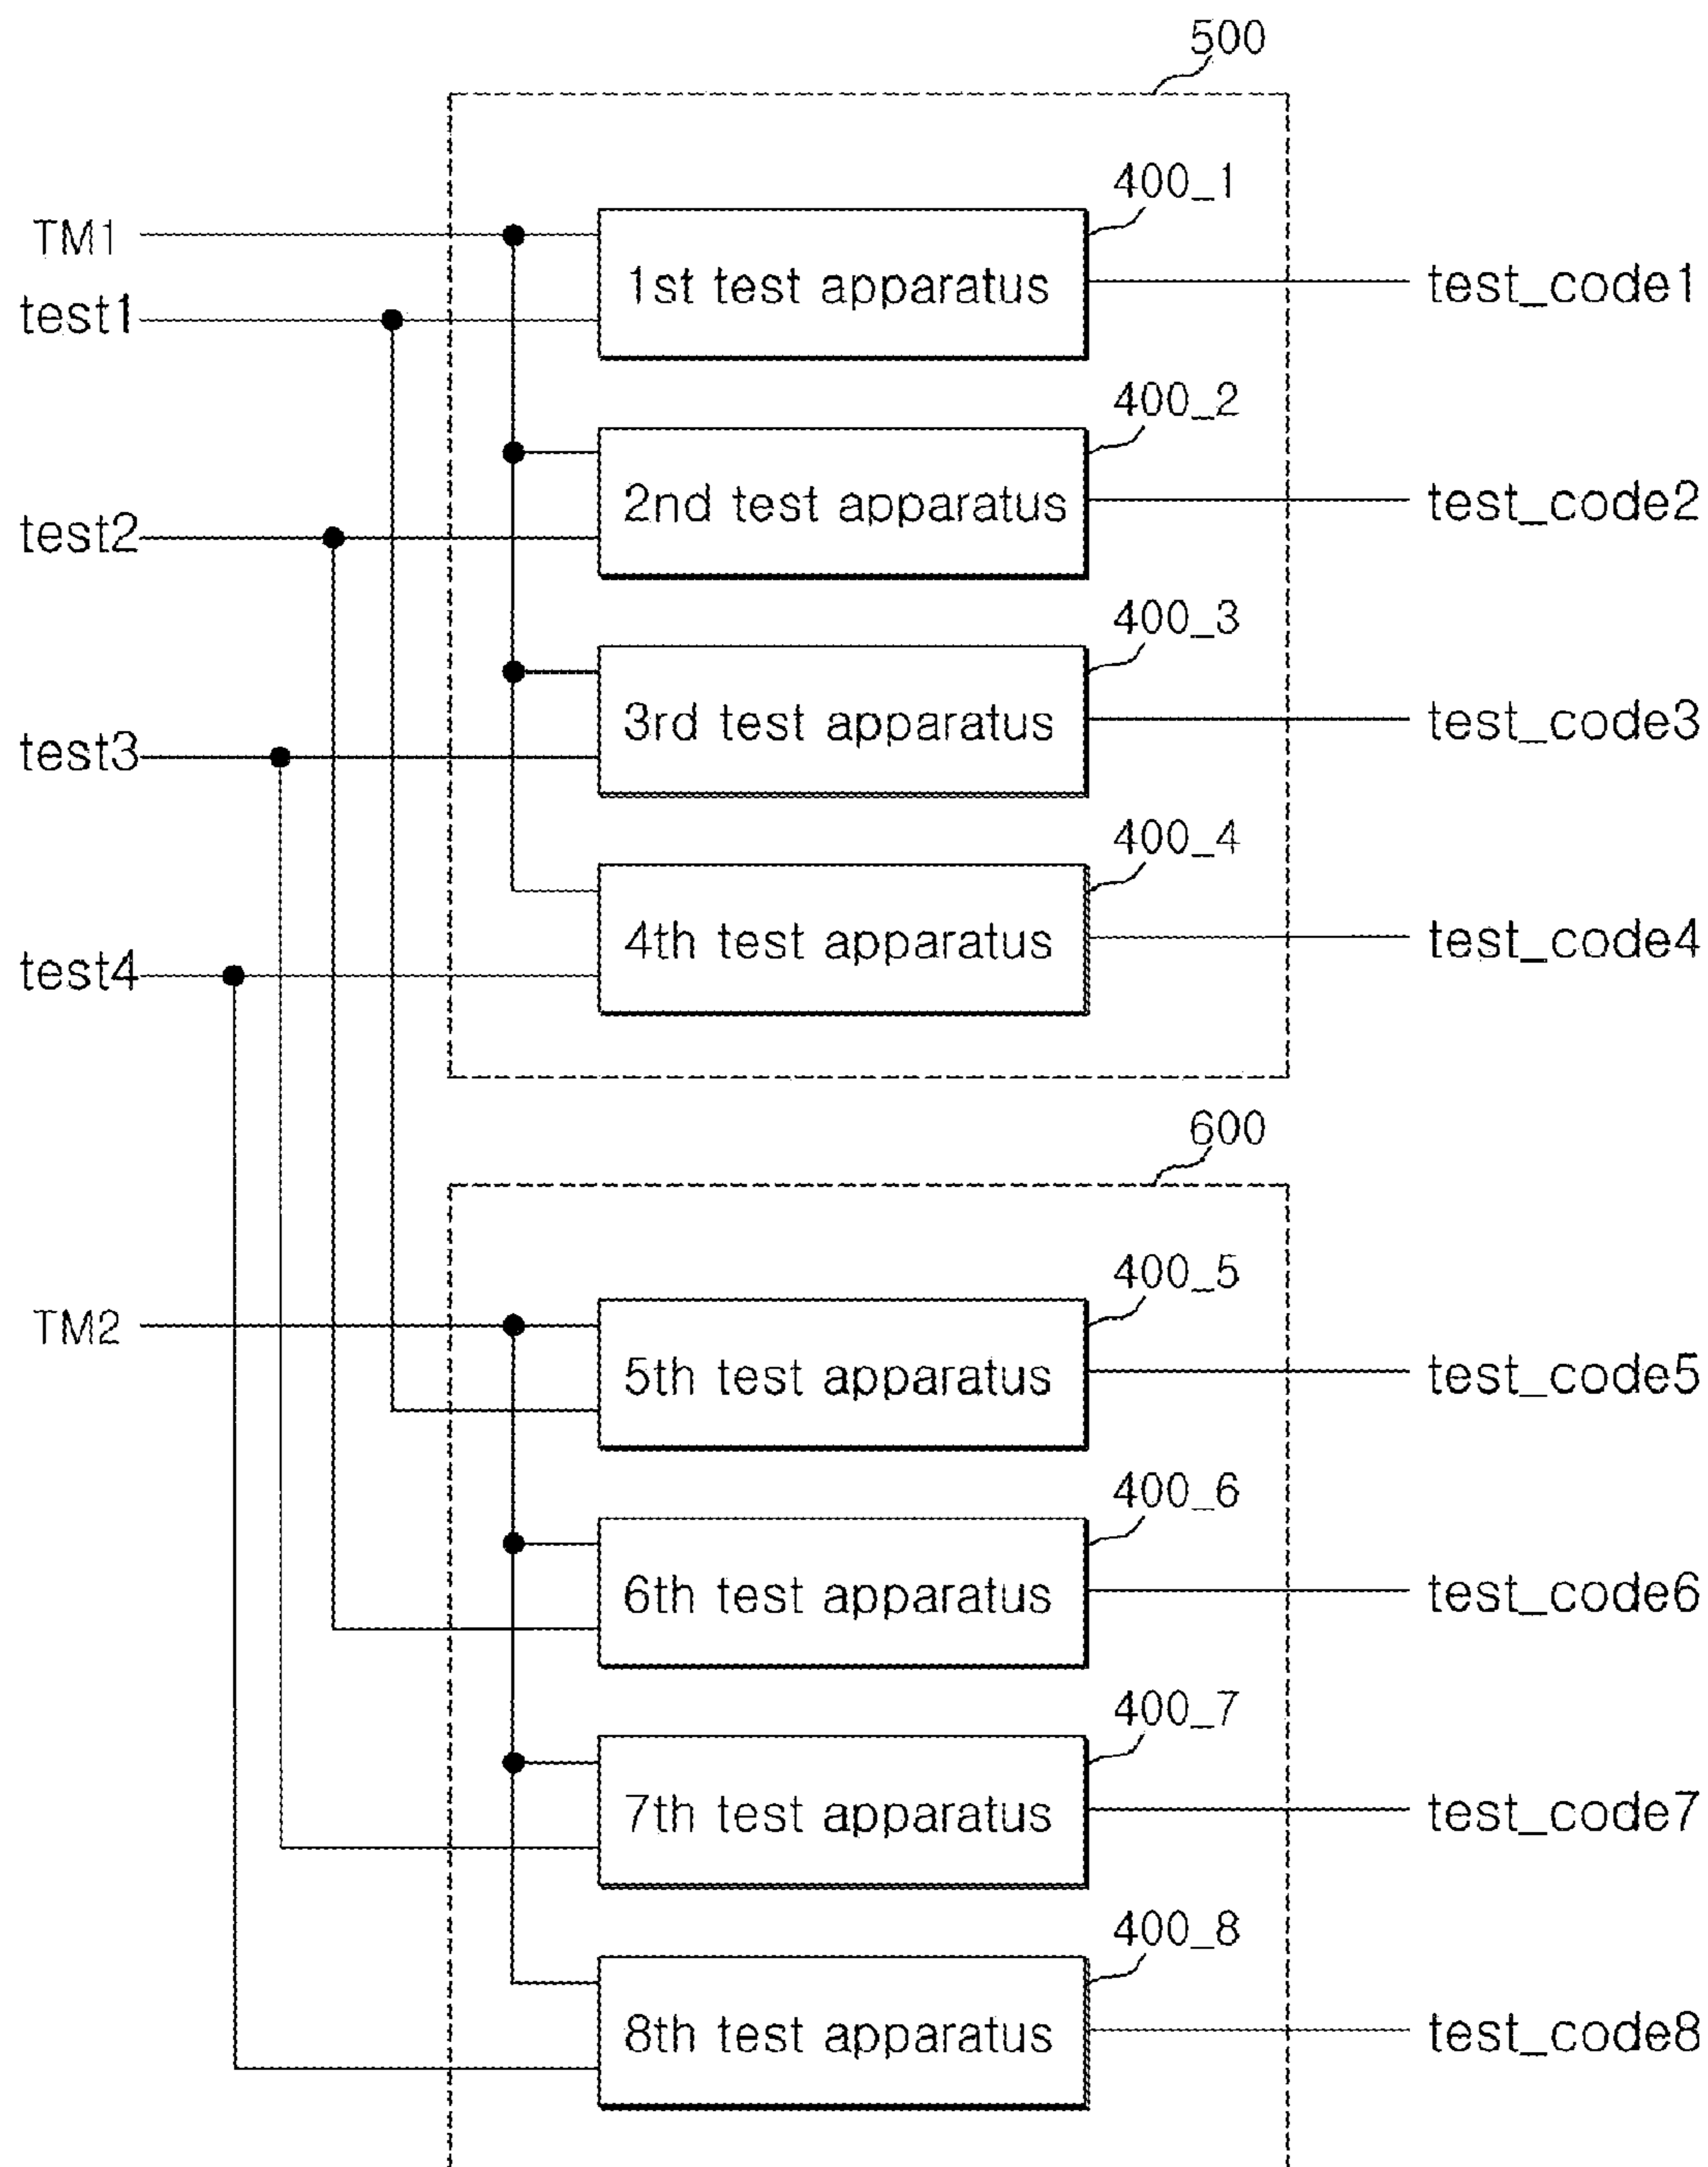 500
400_1
TM1
1st test apparatus
test_code1
test1
400_2
2nd test apparatus
test_code2
test2
400_3
3rd test apparatus
test_code3
test3
400_4
4th test apparatus
test_code4
test4
600
400_5
TM2
5th test apparatus
test_code5
400_6
6th test apparatus
test_code6
400_7
7th test apparatus
test_code7
400_8
8th test apparatus
test_code8